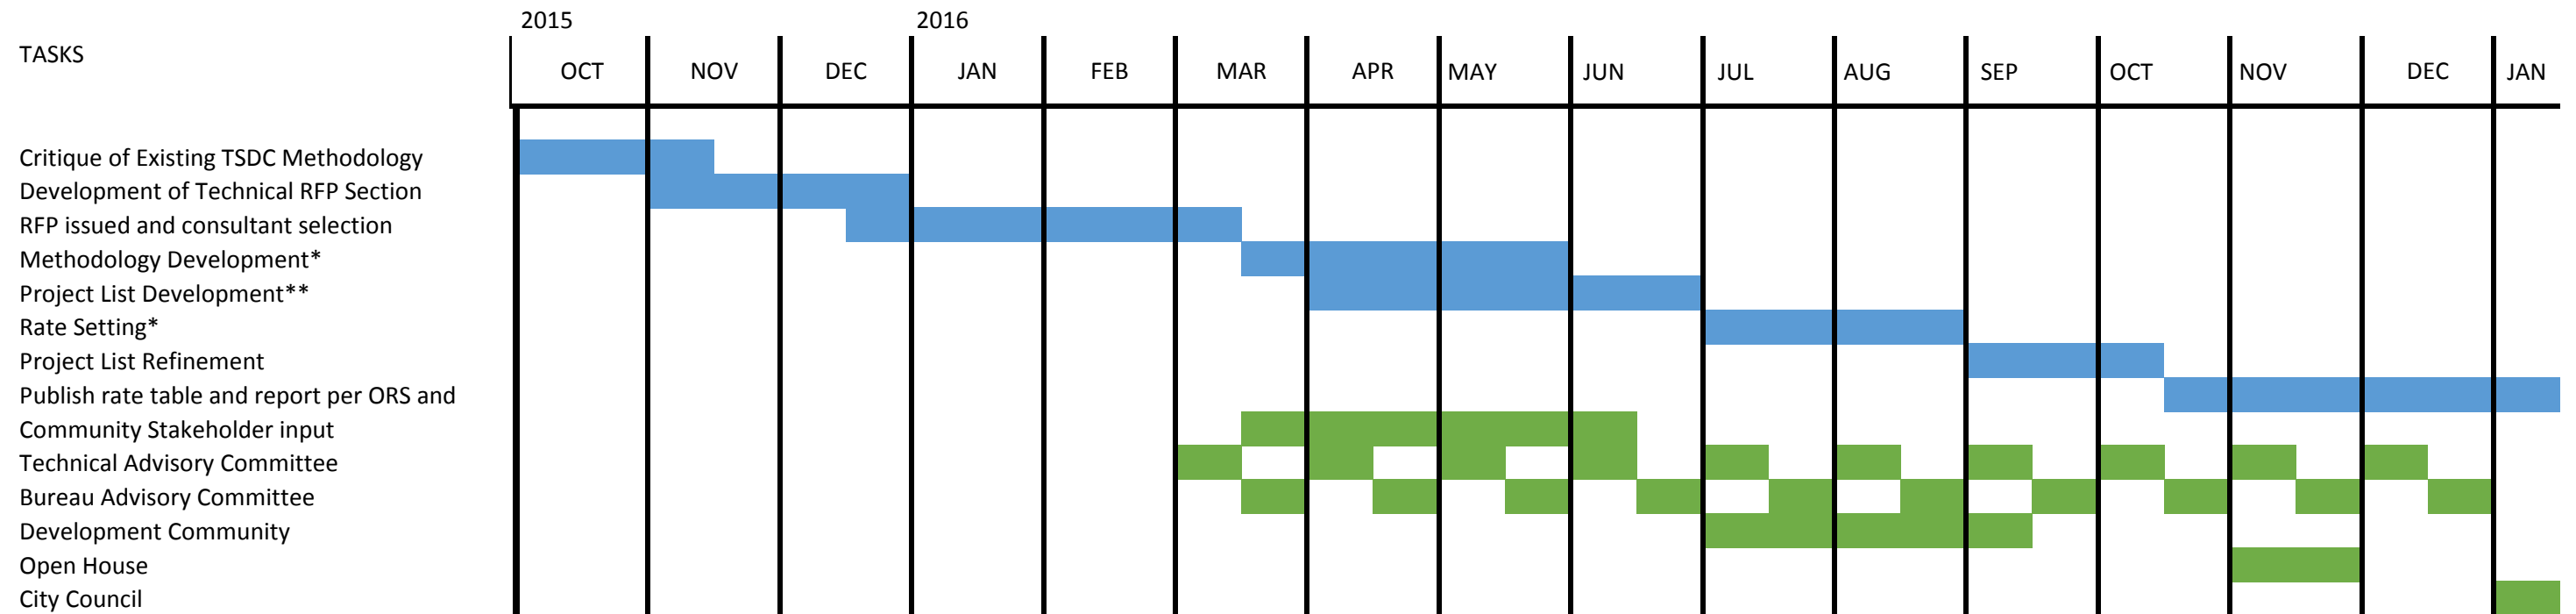 2015 2016
TASKS
OCT NOV DEC JAN FEB MAR APR MAY JUN JUL AUG SEP OCT NOV DEC JAN
Critique of Existing TSDC Methodology
Development of Technical RFP Section
RFP issued and consultant selection
Methodology Development*
Project List Development**
Rate Setting*
Project List Refinement
Publish rate table and report per ORS and
Community Stakeholder input
Technical Advisory Committee
Bureau Advisory Committee
Development Community
Open House
City Council